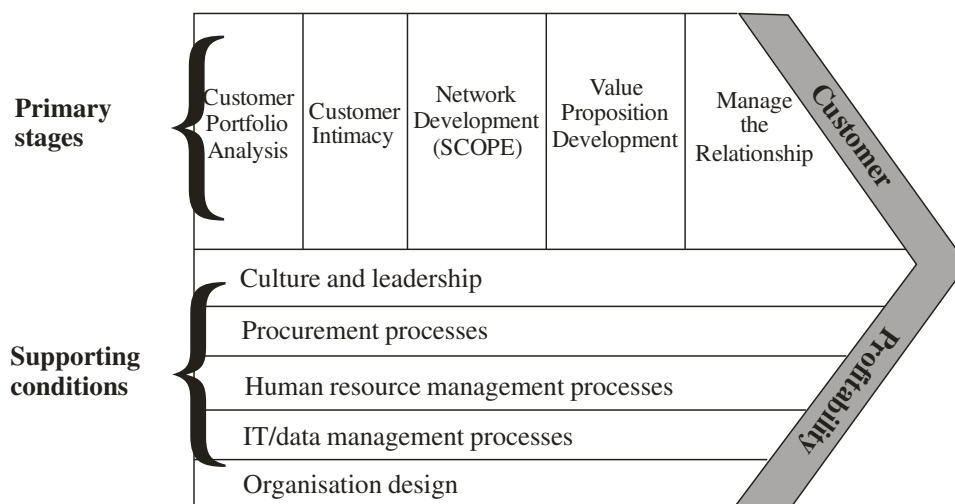 Primary
stages
Customer
Portfolio
Analysis
Customer
Intimacy
Network
Development
(SCOPE)
Value
Proposition
Development
Manage
the
Relationship
Customer
Supporting
conditions
Culture and leadership
Procurement processes
Human resource management processes
IT/data management processes
Organisation design
Profitability